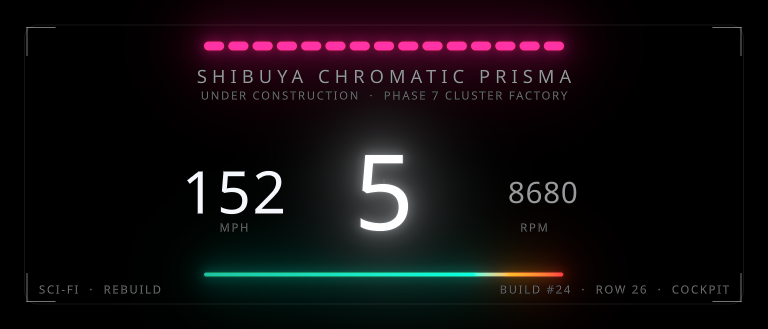 SHIBUYA CHROMATIC PRISMA
UNDER CONSTRUCTION · PHASE 7 CLUSTER FACTORY
152 5 8680
MPH RPM
SCI-FI · REBUILD BUILD #24 · ROW 26 · COCKPIT